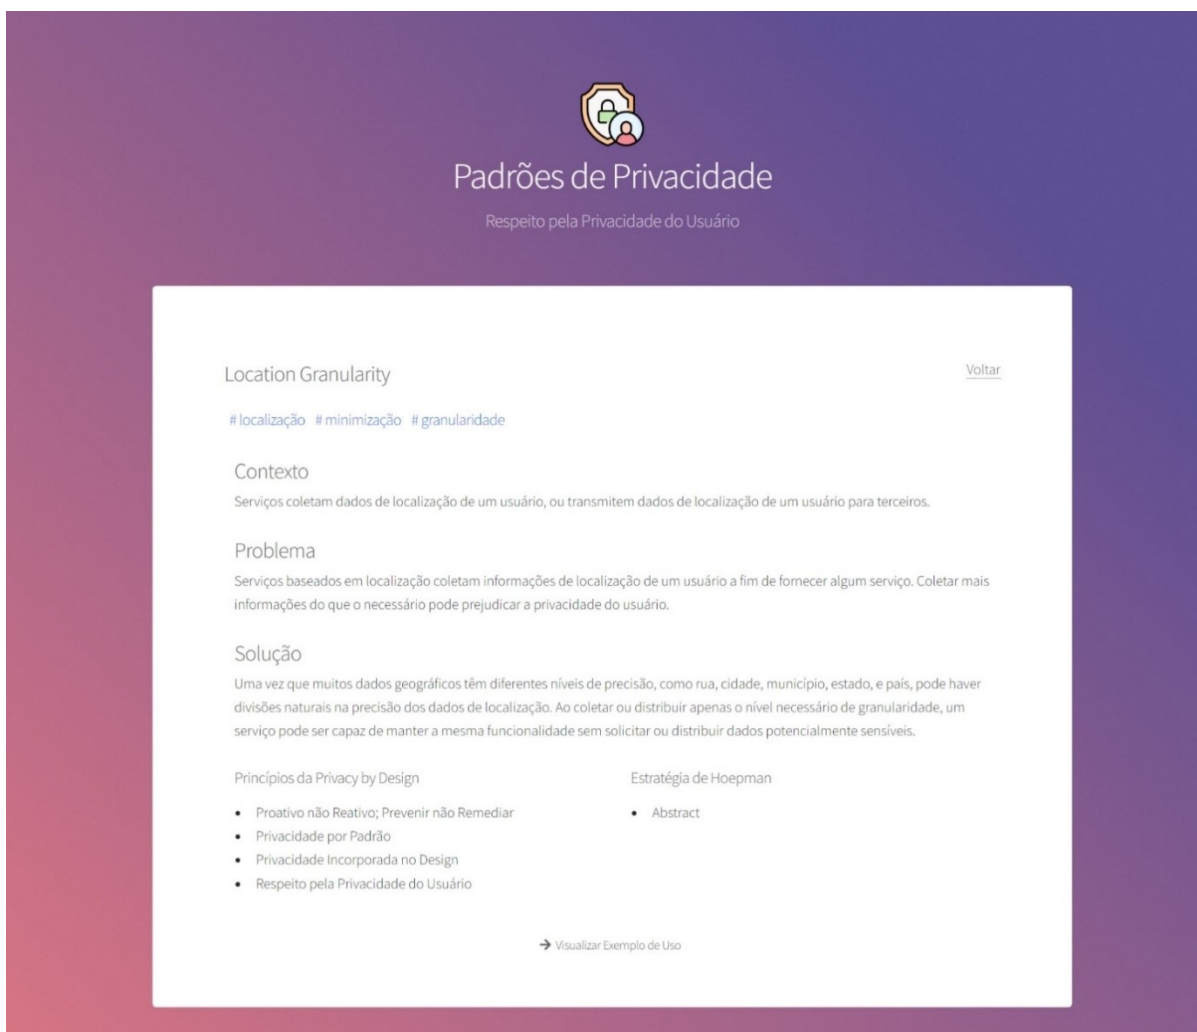 Padrões de Privacidade
Respeito pela Privacidade do Usuário
Location Granularity
Voltar
# localização # minimização # granularidade
Contexto
Serviços coletam dados de localização de um usuário, ou transmitem dados de localização de um usuário para terceiros.
Problema
Serviços baseados em localização coletam informações de localização de um usuário a fim de fornecer algum serviço. Coletar mais
informações do que o necessário pode prejudicar a privacidade do usuário.
Solução
Uma vez que muitos dados geográficos têm diferentes níveis de precisão, como rua, cidade, município, estado, e país, pode haver
divisões naturais na precisão dos dados de localização. Ao coletar ou distribuir apenas o nível necessário de granularidade, um
serviço pode ser capaz de manter a mesma funcionalidade sem solicitar ou distribuir dados potencialmente sensíveis.
Princípios da Privacy by Design
• Proativo não Reativo; Prevenir não Remediar
• Privacidade por Padrão
• Privacidade Incorporada no Design
• Respeito pela Privacidade do Usuário
Estratégia de Hoepman
• Abstract
→ Visualizar Exemplo de Uso